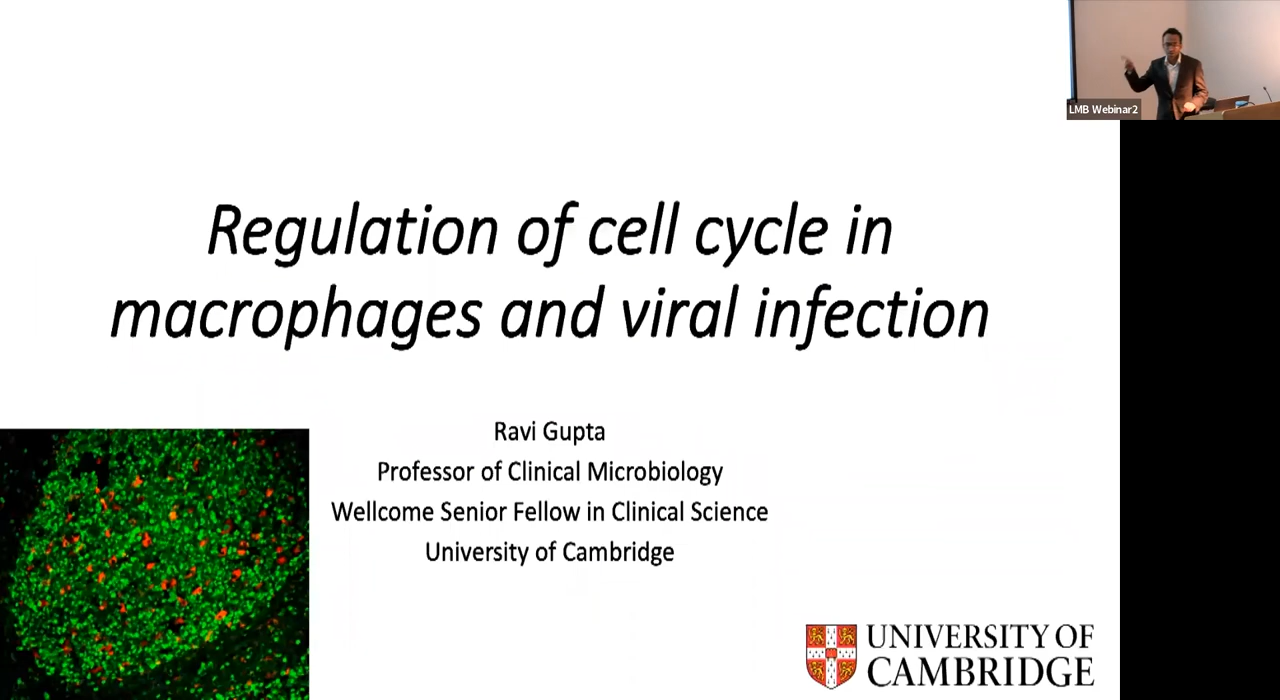 LMB Webinar2
Regulation of cell cycle in
macrophages and viral infection
Ravi Gupta
Professor of Clinical Microbiology
Wellcome Senior Fellow in Clinical Science
University of Cambridge
UNIVERSITY OF
CAMBRIDGE